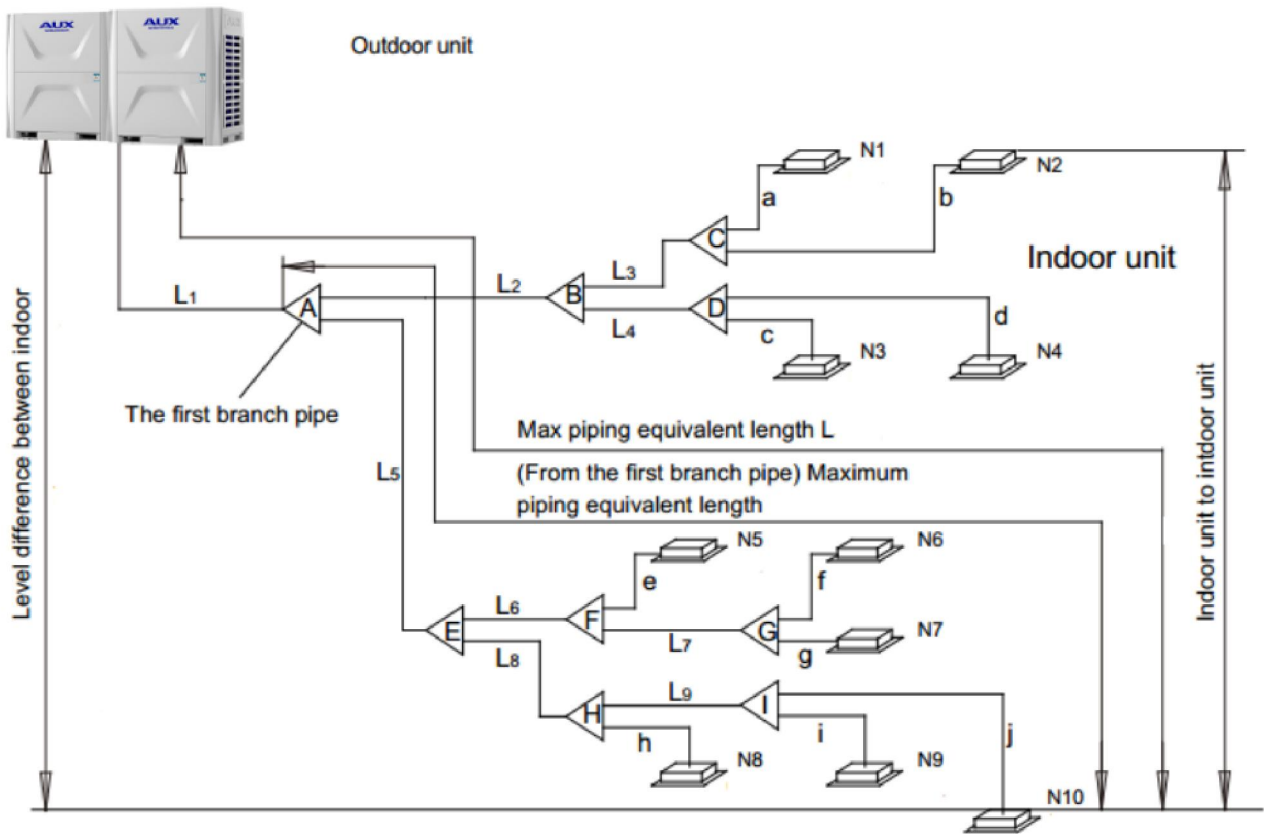 AUX
AUX
Outdoor unit
N1
N2
a
b
C
Indoor unit
L3
L2
B
L1
A
L4
D
d
c
N3
N4
The first branch pipe
Level difference between indoor
Indoor unit to intdoor unit
Max piping equivalent length L
L5
(From the first branch pipe) Maximum
piping equivalent length
N5
N6
e
f
L6
F
E
L7
G
N7
g
L8
L9
I
H
h
i
j
N8
N9
N10